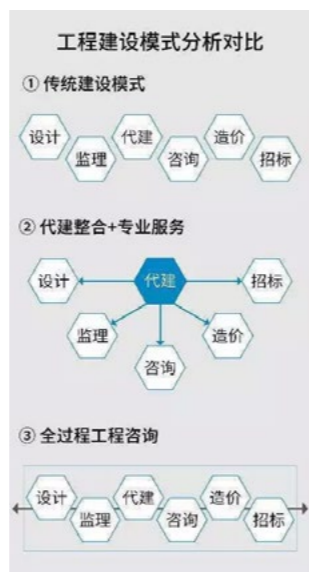 工程建设模式分析对比
① 传统建设模式
设计
监理
代建
咨询
造价
招标
② 代建整合+专业服务
设计
代建
招标
监理
造价
咨询
③ 全过程工程咨询
设计
监理
代建
咨询
造价
招标